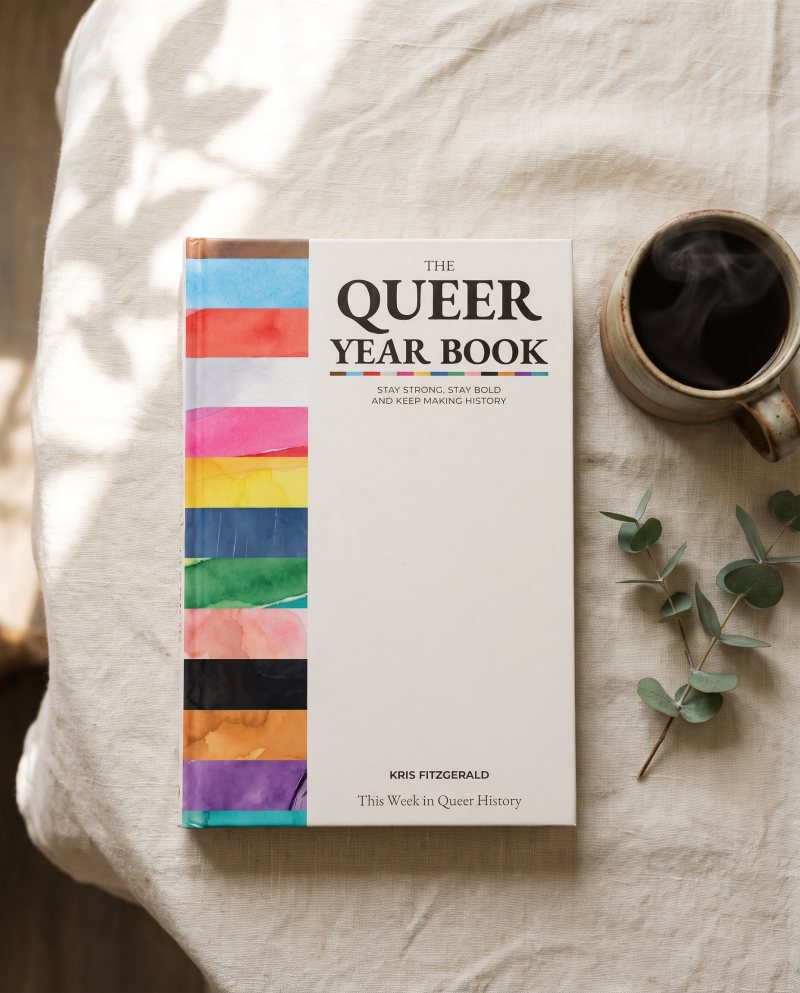 THE
QUEER
YEAR BOOK
STAY STRONG, STAY BOLD
AND KEEP MAKING HISTORY
KRIS FITZGERALD
This Week in Queer History